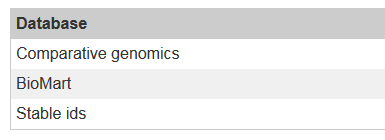 Database
Comparative genomics
BioMart
Stable ids